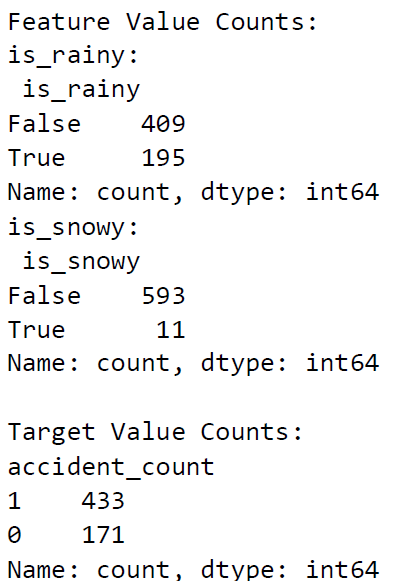 Feature Value Counts:
is_rainy:
 is_rainy
False    409
True     195
Name: count, dtype: int64
is_snowy:
 is_snowy
False    593
True      11
Name: count, dtype: int64

Target Value Counts:
accident_count
1    433
0    171
Name: count, dtype: int64